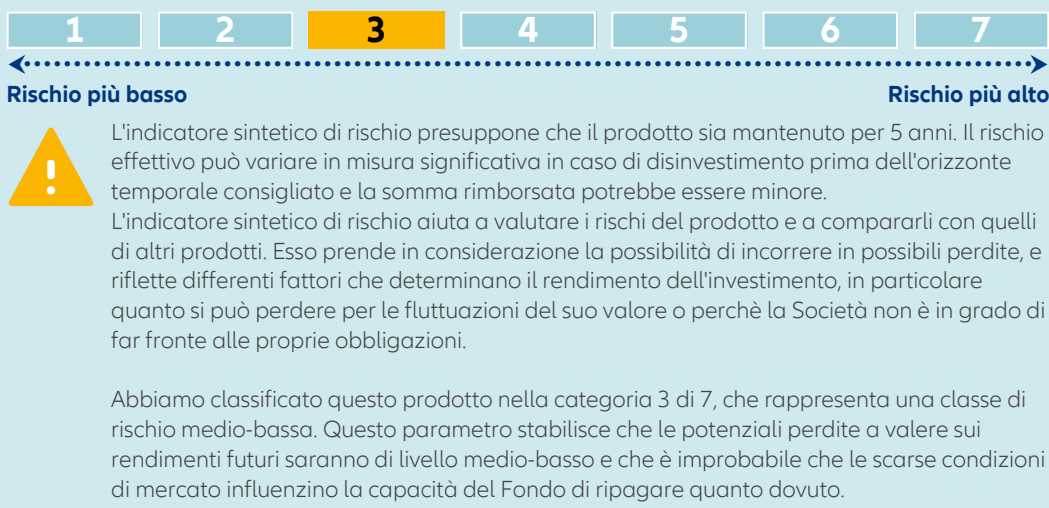 1 2 3 4 5 6 7
Rischio più basso Rischio più alto
L'indicatore sintetico di rischio presuppone che il prodotto sia mantenuto per 5 anni. Il rischio
effettivo può variare in misura significativa in caso di disinvestimento prima dell'orizzonte
temporale consigliato e la somma rimborsata potrebbe essere minore.
L'indicatore sintetico di rischio aiuta a valutare i rischi del prodotto e a compararli con quelli
di altri prodotti. Esso prende in considerazione la possibilità di incorrere in possibili perdite, e
riflette differenti fattori che determinano il rendimento dell'investimento, in particolare
quanto si può perdere per le fluttuazioni del suo valore o perchè la Società non è in grado di
far fronte alle proprie obbligazioni.
Abbiamo classificato questo prodotto nella categoria 3 di 7, che rappresenta una classe di
rischio medio-bassa. Questo parametro stabilisce che le potenziali perdite a valere sui
rendimenti futuri saranno di livello medio-basso e che è improbabile che le scarse condizioni
di mercato influenzino la capacità del Fondo di ripagare quanto dovuto.